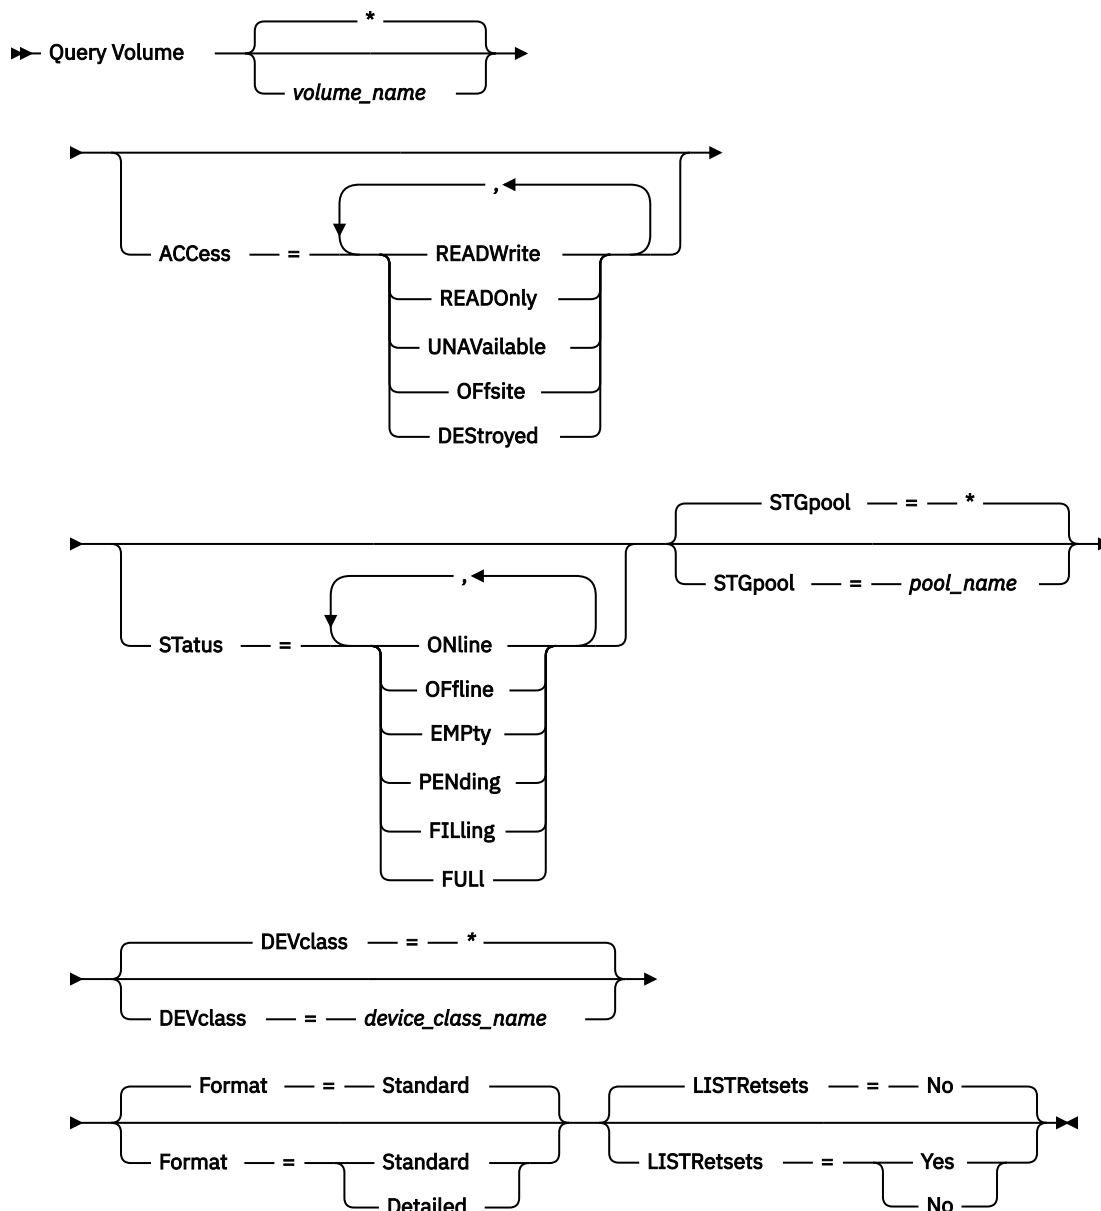 *
Query Volume
volume_name
,
ACCess = READWrite
READOnly
UNAVailable
OFfsite
DEStroyed
STGpool = *
STGpool = pool_name
,
STatus = ONline
OFfline
EMPty
PENding
FILling
FULl
DEVclass = *
DEVclass = device_class_name
Format = Standard LISTRetsets = No
Format = Standard LISTRetsets = Yes
Detailed No